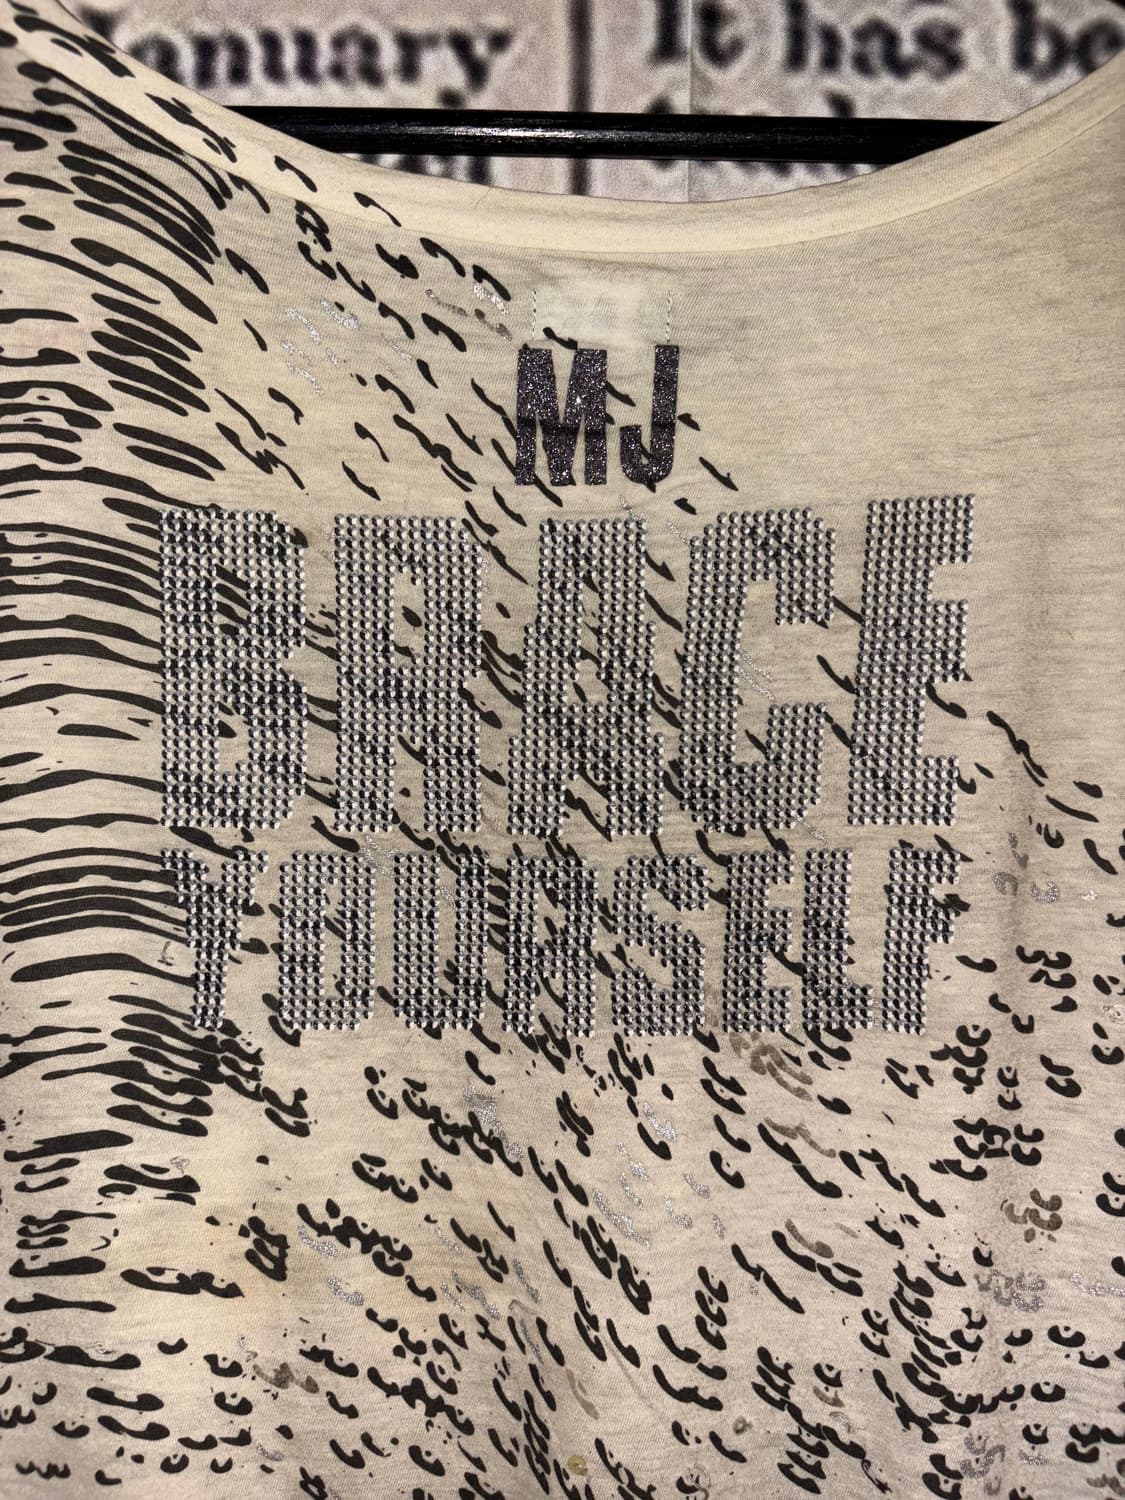 January
It has be
MJ
BRACE
YOURSELF